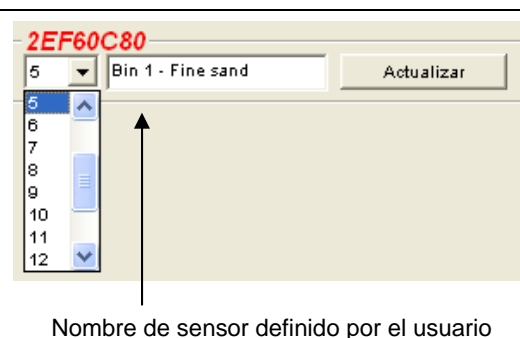 2EF60C80
5 Bin 1 - Fine sand Actualizar
5
6
7
8
9
10
11
12
Nombre de sensor definido por el usuario